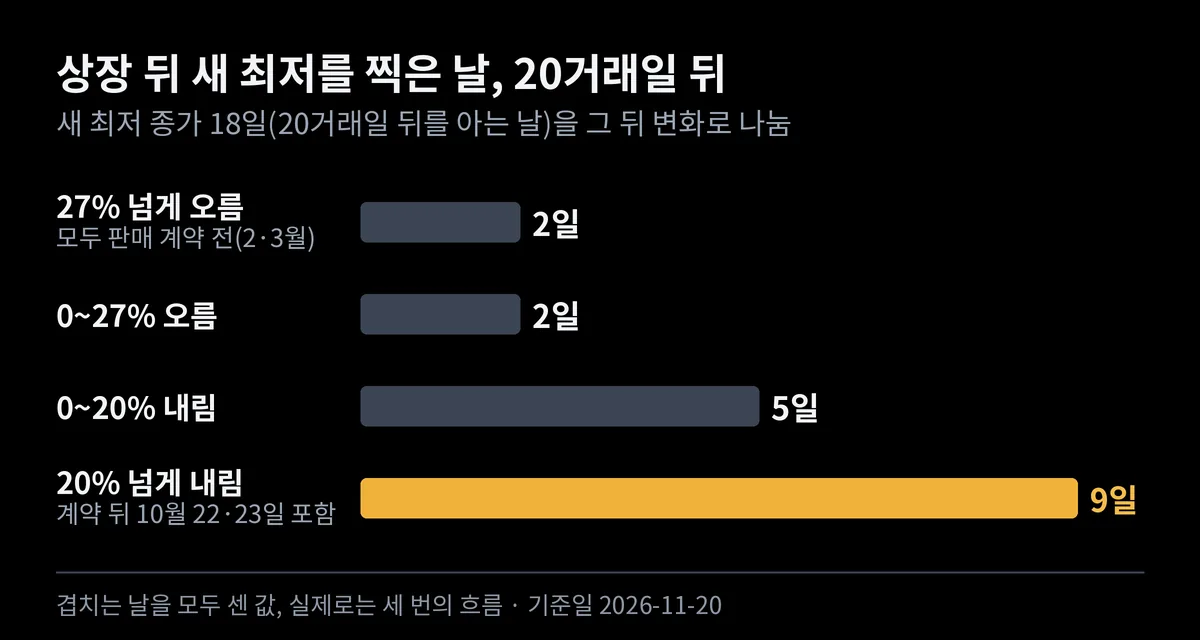 상장 뒤 새 최저를 찍은 날, 20거래일 뒤
새 최저 종가 18일(20거래일 뒤를 아는 날)을 그 뒤 변화로 나눔
27% 넘게 오름
모두 판매 계약 전(2·3월)
2일
0~27% 오름
2일
0~20% 내림
5일
20% 넘게 내림
계약 뒤 10월 22·23일 포함
9일
겹치는 날을 모두 센 값, 실제로는 세 번의 흐름 · 기준일 2026-11-20